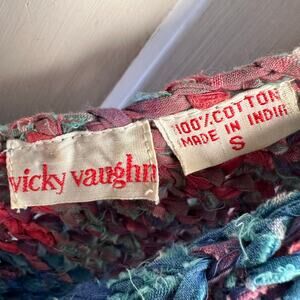 vicky vaughn
100% COTTON
MADE IN INDIA
S